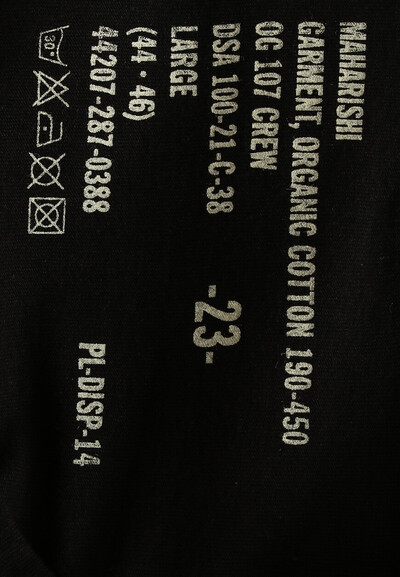 MAHARISHI
GARMENT, ORGANIC COTTON 190-450
OG 107 CREW
DSA 100-21-C-38
-23-
LARGE
(44 · 46)
44207-287-0388
PL-DISP-14
30°